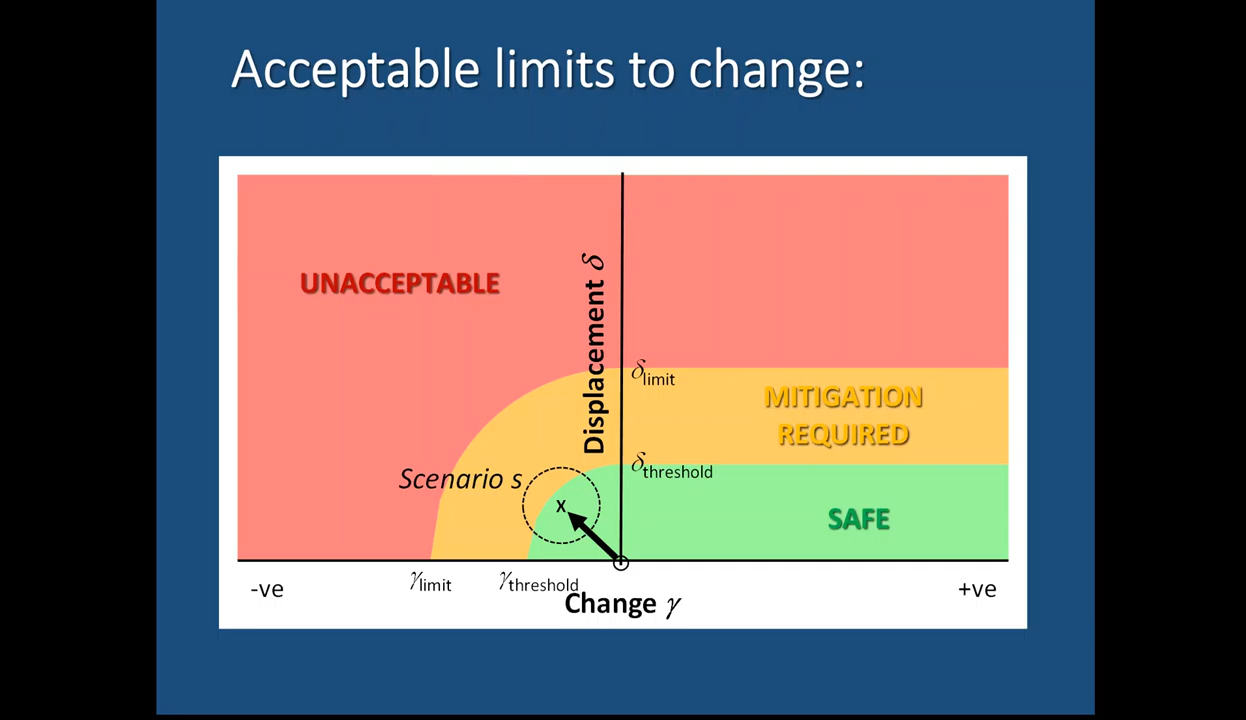 Acceptable limits to change:
UNACCEPTABLE
Displacement δ
δlimit
MITIGATION
REQUIRED
Scenario s
δthreshold
x
SAFE
-ve
γlimit
γthreshold
Change γ
+ve